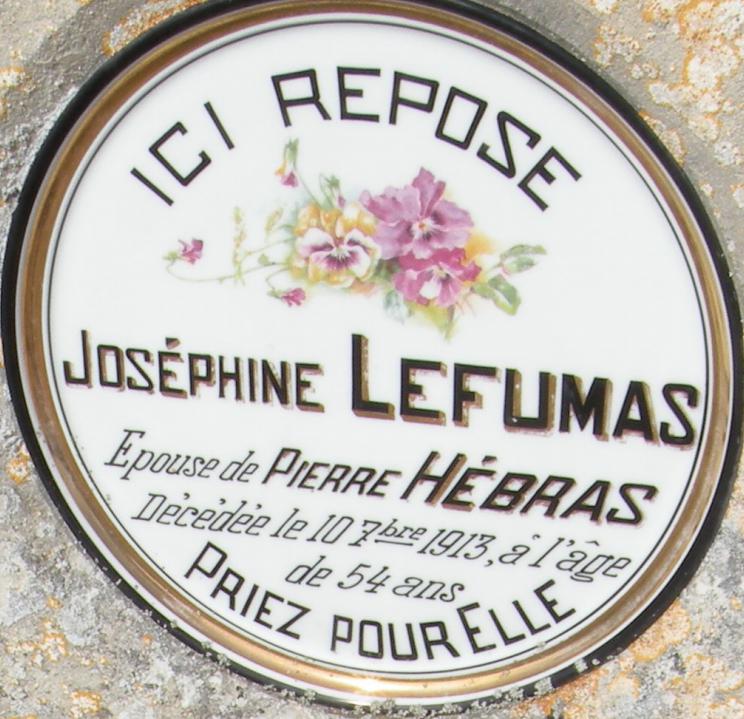 ICI REPOSE
JOSÉPHINE LEFUMAS
Epouse de PIERRE HÉBRAS
Décédée le 10 7bre 1913, à l'âge
de 54 ans
PRIEZ POUR ELLE